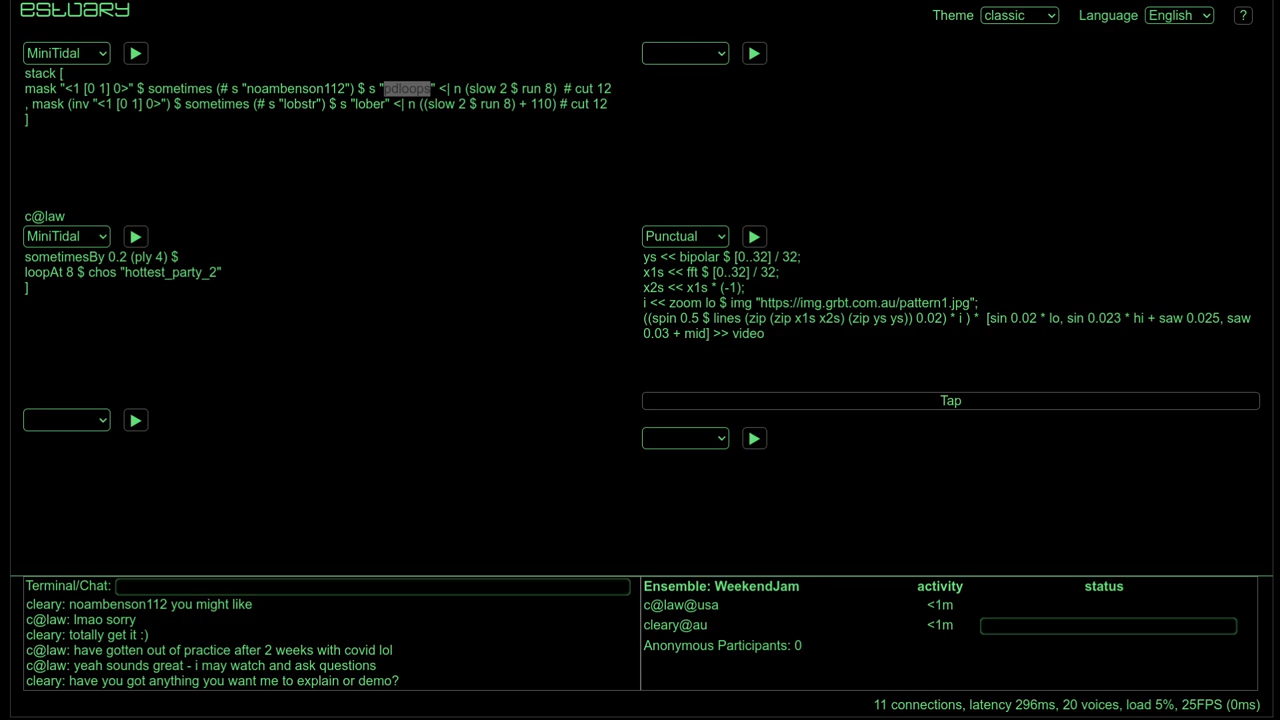 estuary
Theme classic Language English ?
MiniTidal
stack [
mask "<1 [0 1] 0>" $ sometimes (# s "noambenson112") $ s "pdloops" <| n (slow 2 $ run 8)  # cut 12
, mask (inv "<1 [0 1] 0>") $ sometimes (# s "lobstr") $ s "lober" <| n ((slow 2 $ run 8) + 110) # cut 12
]
c@law
MiniTidal
sometimesBy 0.2 (ply 4) $
loopAt 8 $ chos "hottest_party_2"
]
Punctual
ys << bipolar $ [0..32] / 32;
x1s << fft $ [0..32] / 32;
x2s << x1s * (-1);
i << zoom lo $ img "https://img.grbt.com.au/pattern1.jpg";
((spin 0.5 $ lines (zip (zip x1s x2s) (zip ys ys)) 0.02) * i ) *  [sin 0.02 * lo, sin 0.023 * hi + saw 0.025, saw
0.03 + mid] >> video
Tap
Terminal/Chat:
cleary: noambenson112 you might like
c@law: lmao sorry
cleary: totally get it :)
c@law: have gotten out of practice after 2 weeks with covid lol
c@law: yeah sounds great - i may watch and ask questions
cleary: have you got anything you want me to explain or demo?
Ensemble: WeekendJam activity status
c@law@usa <1m
cleary@au <1m
Anonymous Participants: 0
11 connections, latency 296ms, 20 voices, load 5%, 25FPS (0ms)